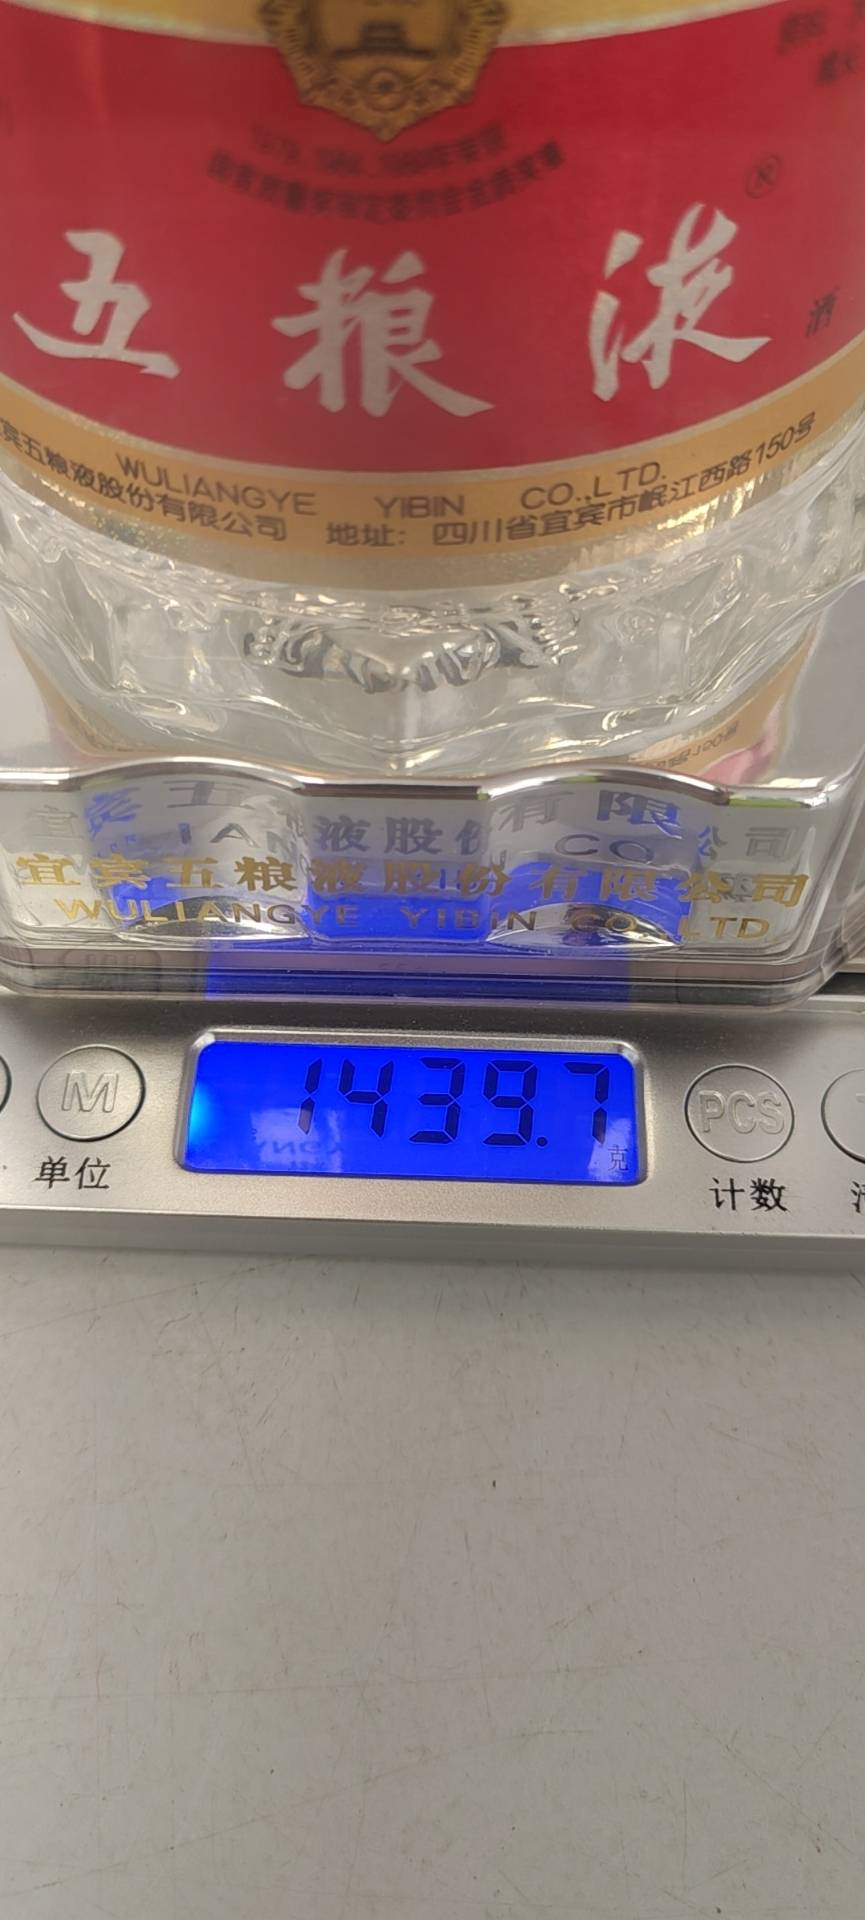 五粮液
®
酒
WULIANGYE YIBIN CO.,LTD.
宾五粮液股份有限公司 地址：四川省宜宾市岷江西路150号
宜宾五粮液股份有限公司
WULIANGYE YIBIN CO LTD
1439.7
克
M
单位
PCS
计数